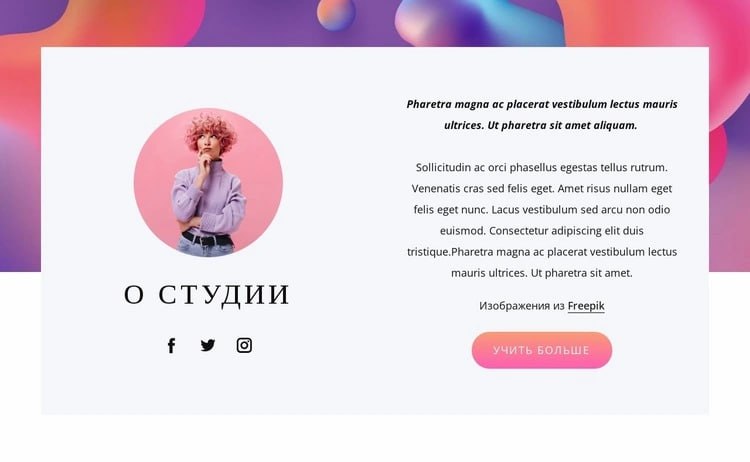 О СТУДИИ
Pharetra magna ac placerat vestibulum lectus mauris
ultrices. Ut pharetra sit amet aliquam.
Sollicitudin ac orci phasellus egestas tellus rutrum.
Venenatis cras sed felis eget. Amet risus nullam eget
felis eget nunc. Lacus vestibulum sed arcu non odio
euismod. Consectetur adipiscing elit duis
tristique.Pharetra magna ac placerat vestibulum lectus
mauris ultrices. Ut pharetra sit amet.
Изображения из Freepik
УЧИТЬ БОЛЬШЕ